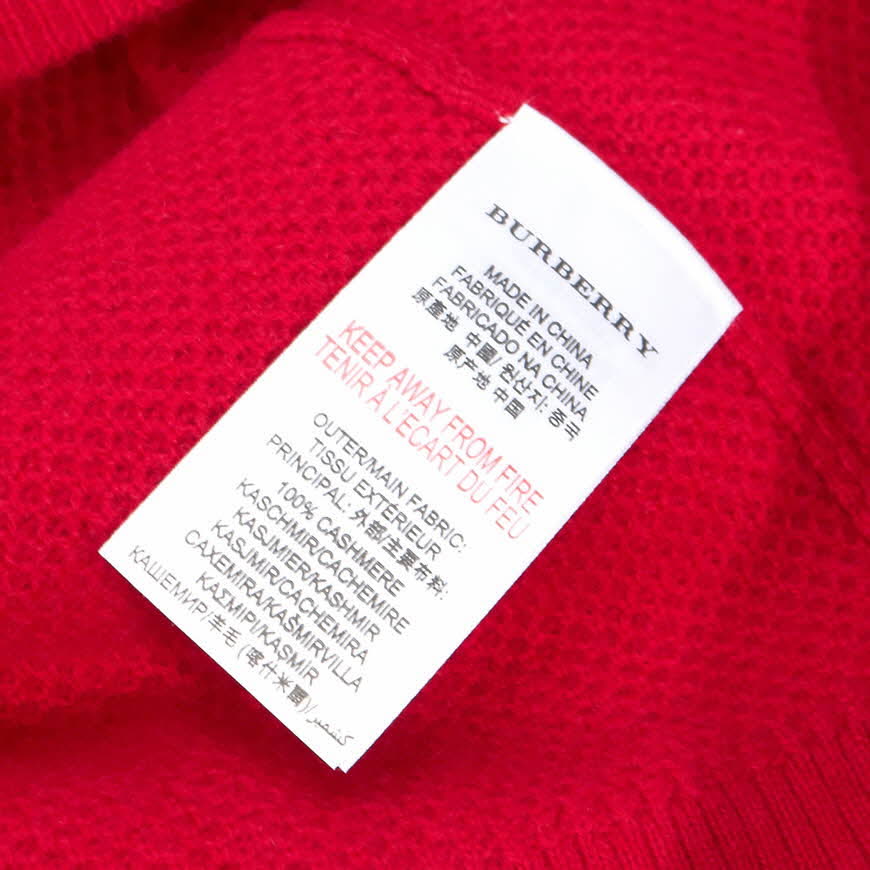 BURBERRY
MADE IN CHINA
FABRIQUÉ EN CHINE
FABRICADO NA CHINA
原產地 中國/ 원산지: 중국
原产地 中国
KEEP AWAY FROM FIRE
TENIR À L'ÉCART DU FEU
OUTER/MAIN FABRIC:
TISSU EXTÉRIEUR
PRINCIPAL: 外部/主要布料:
100% CASHMERE
KASCHMIR/CACHEMIRE
KASJMIER/KASHMIR
KASJMIR/CACHEMIRA
CAXEMIRA/KAŠMIRVILLA
ΚΑΣΜΙΡΙ/KASMIR
КАШЕМИР/羊毛 (喀什米爾)/كشمير